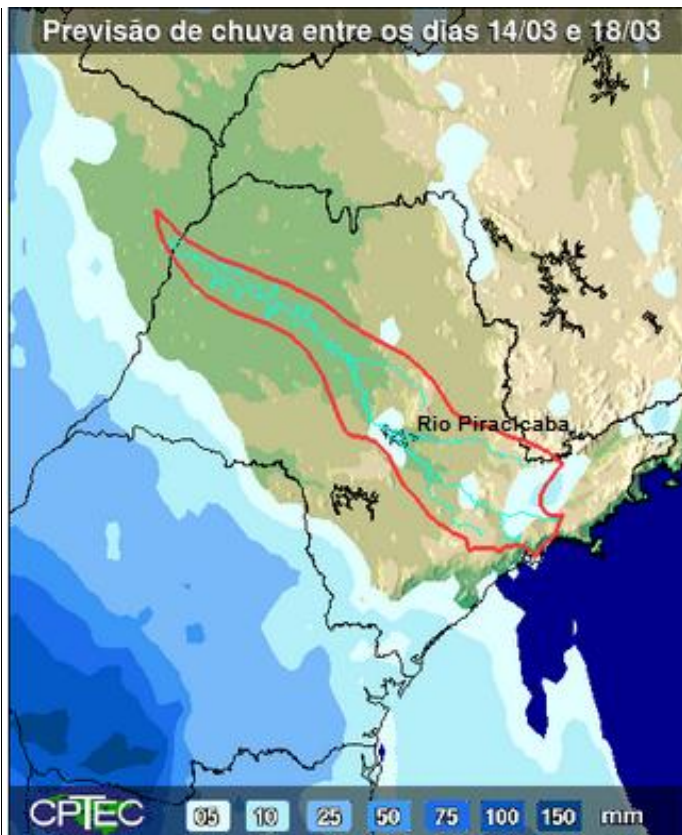 Previsão de chuva entre os dias 14/03 e 18/03
Rio Piracicaba
CPTEC 05 10 25 50 75 100 150 mm